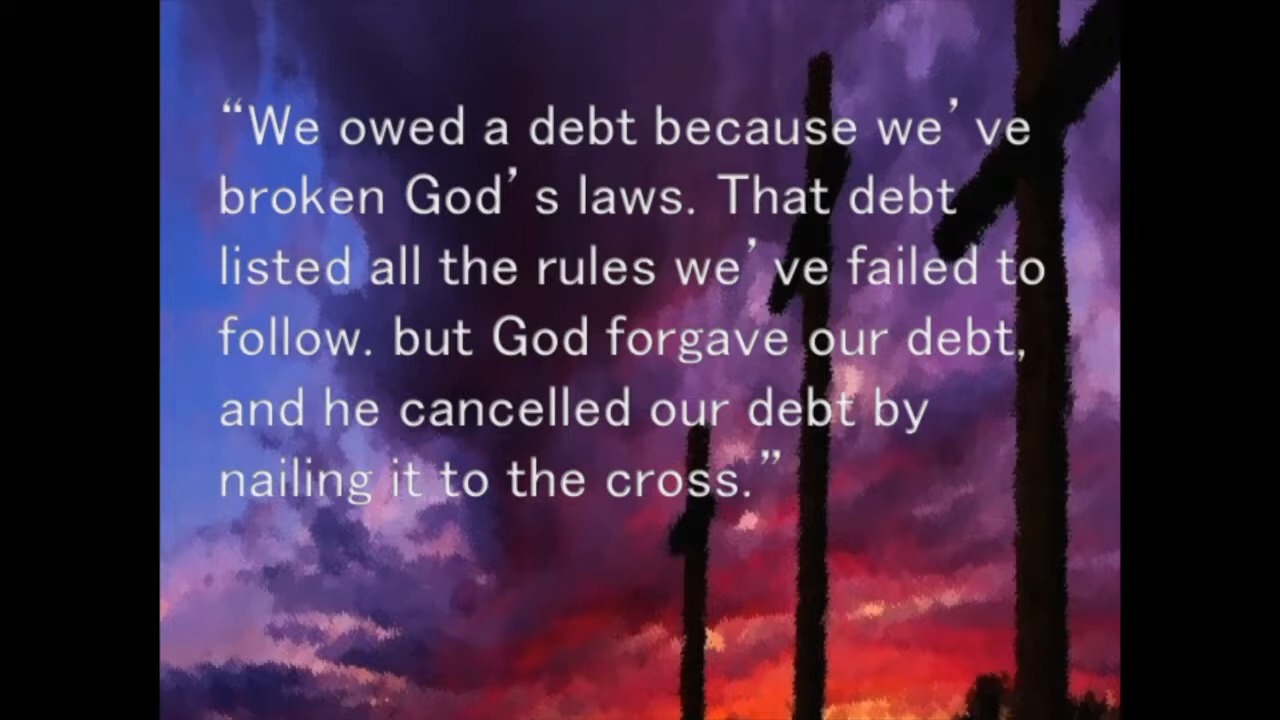 “We owed a debt because we’ve
broken God’s laws. That debt
listed all the rules we’ve failed to
follow. but God forgave our debt,
and he cancelled our debt by
nailing it to the cross.”